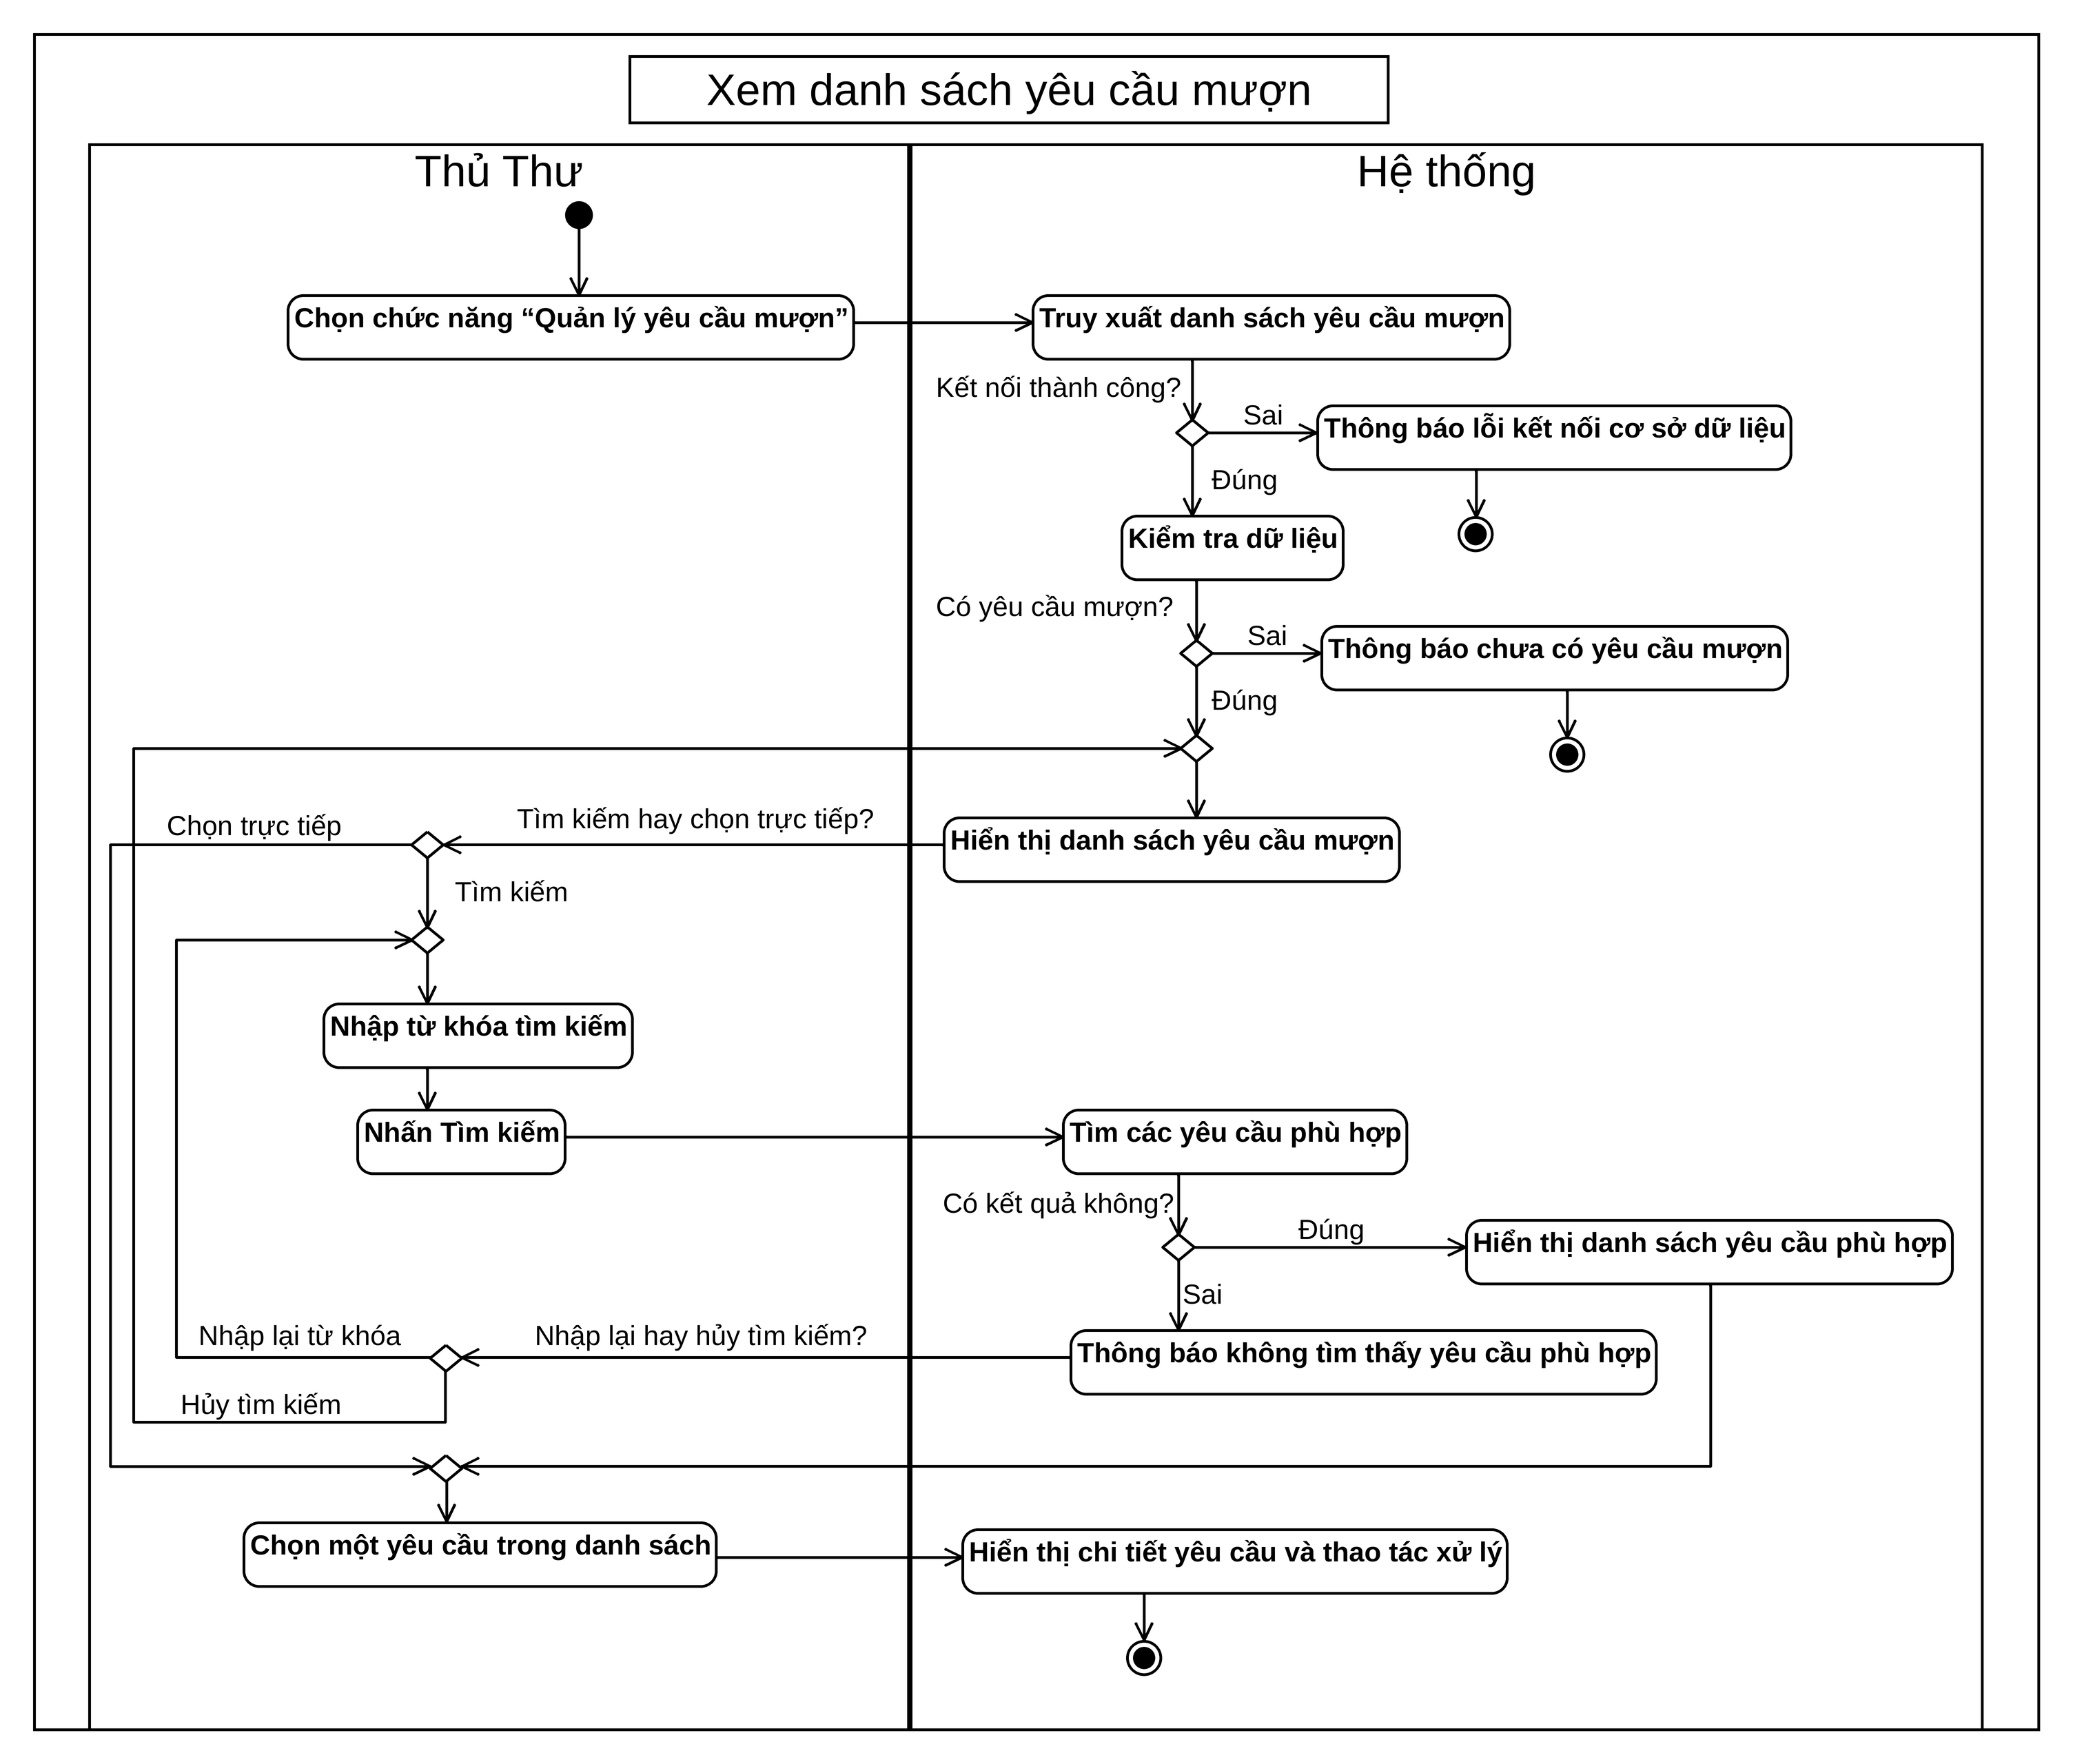 Xem danh sách yêu cầu mượn
Thủ Thư
Hệ thống
Chọn chức năng “Quản lý yêu cầu mượn”
Truy xuất danh sách yêu cầu mượn
Kết nối thành công?
Sai
Thông báo lỗi kết nối cơ sở dữ liệu
Đúng
Kiểm tra dữ liệu
Có yêu cầu mượn?
Sai
Thông báo chưa có yêu cầu mượn
Đúng
Chọn trực tiếp
Tìm kiếm hay chọn trực tiếp?
Hiển thị danh sách yêu cầu mượn
Tìm kiếm
Nhập từ khóa tìm kiếm
Nhấn Tìm kiếm
Tìm các yêu cầu phù hợp
Có kết quả không?
Đúng
Hiển thị danh sách yêu cầu phù hợp
Sai
Nhập lại từ khóa
Nhập lại hay hủy tìm kiếm?
Thông báo không tìm thấy yêu cầu phù hợp
Hủy tìm kiếm
Chọn một yêu cầu trong danh sách
Hiển thị chi tiết yêu cầu và thao tác xử lý